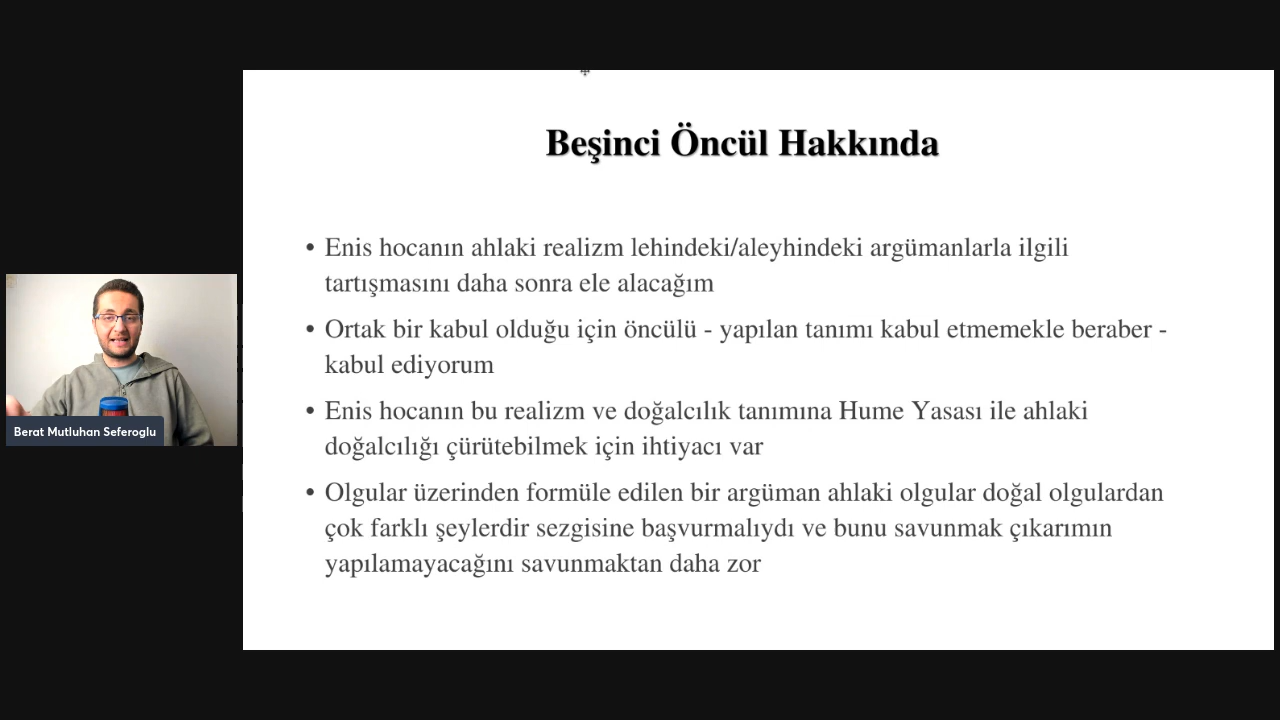 Beşinci Öncül Hakkında
• Enis hocanın ahlaki realizm lehindeki/aleyhindeki argümanlarla ilgili
tartışmasını daha sonra ele alacağım
• Ortak bir kabul olduğu için öncülü - yapılan tanımı kabul etmemekle beraber -
kabul ediyorum
• Enis hocanın bu realizm ve doğalcılık tanımına Hume Yasası ile ahlaki
doğalcılığı çürütebilmek için ihtiyacı var
• Olgular üzerinden formüle edilen bir argüman ahlaki olgular doğal olgulardan
çok farklı şeylerdir sezgisine başvurmalıydı ve bunu savunmak çıkarımın
yapılamayacağını savunmaktan daha zor
Berat Mutluhan Seferoglu